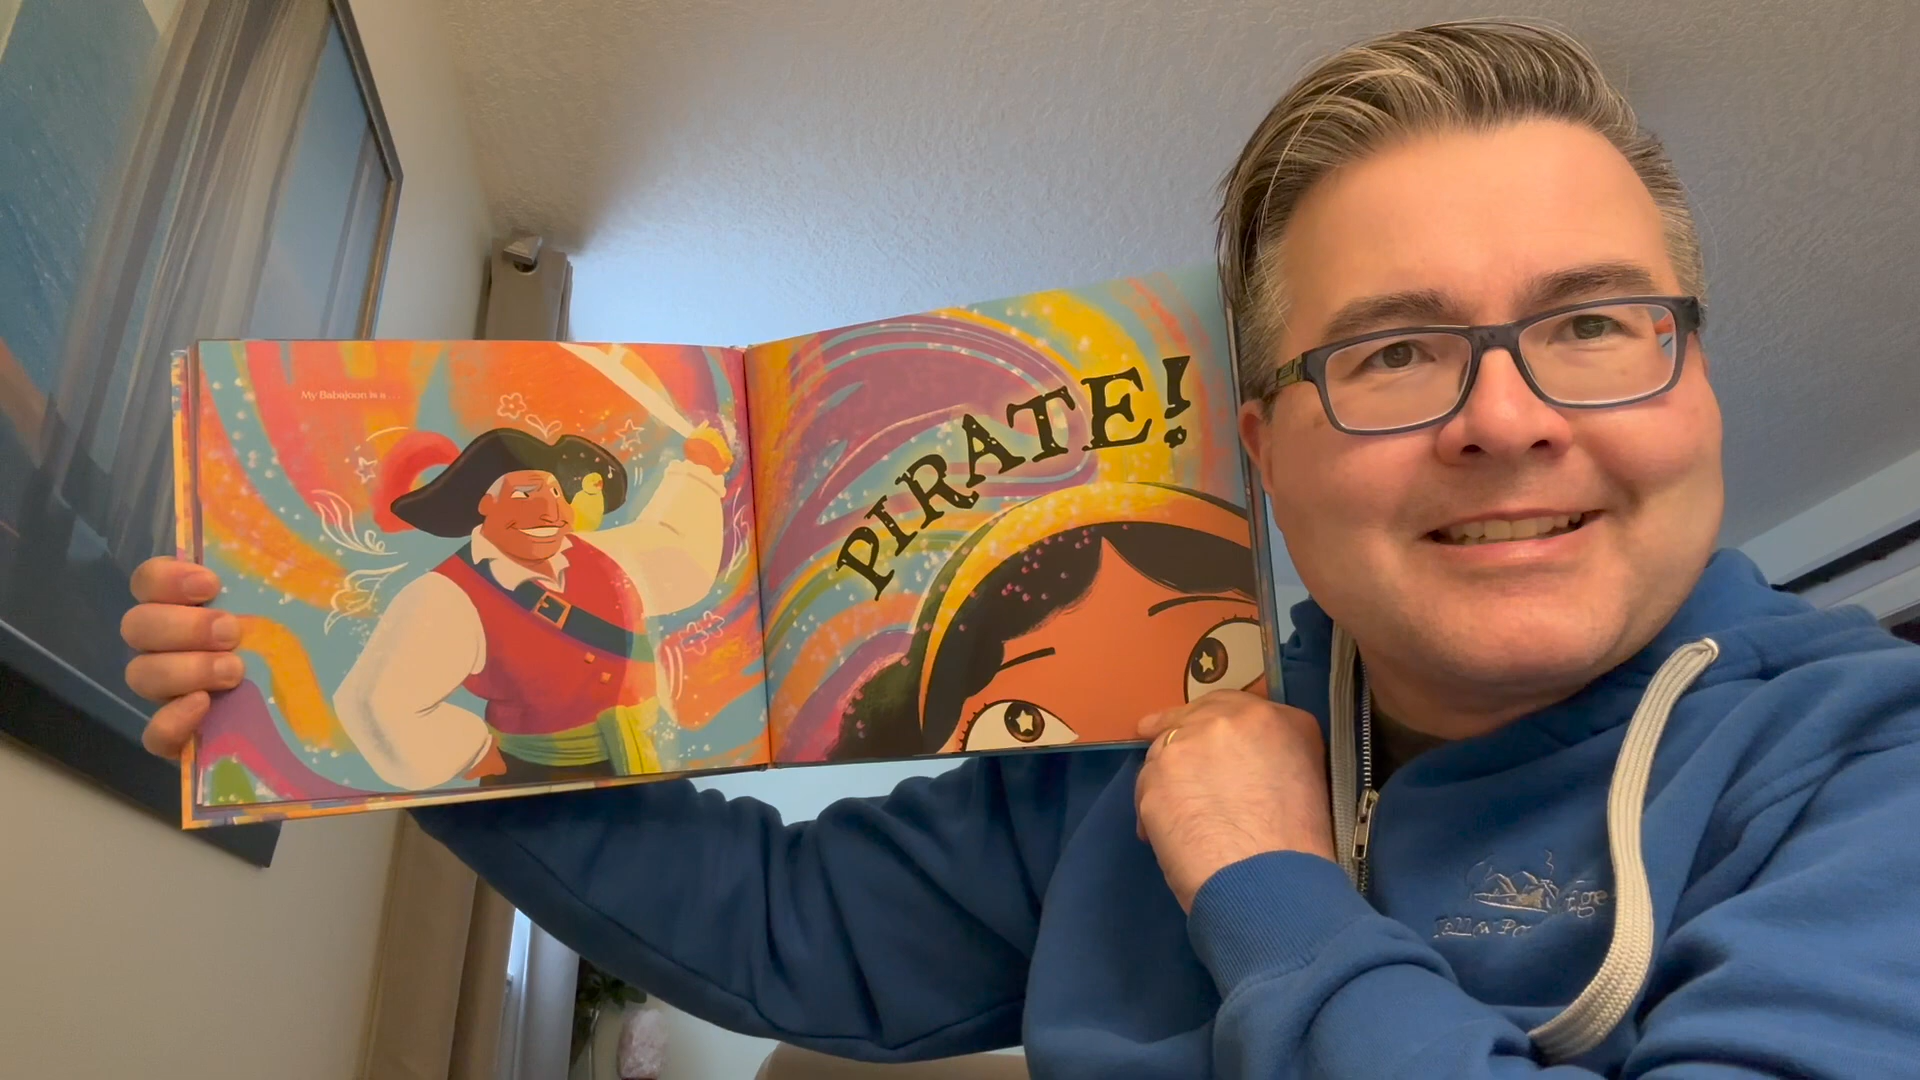 My Babajoon is a . . .
PIRATE!